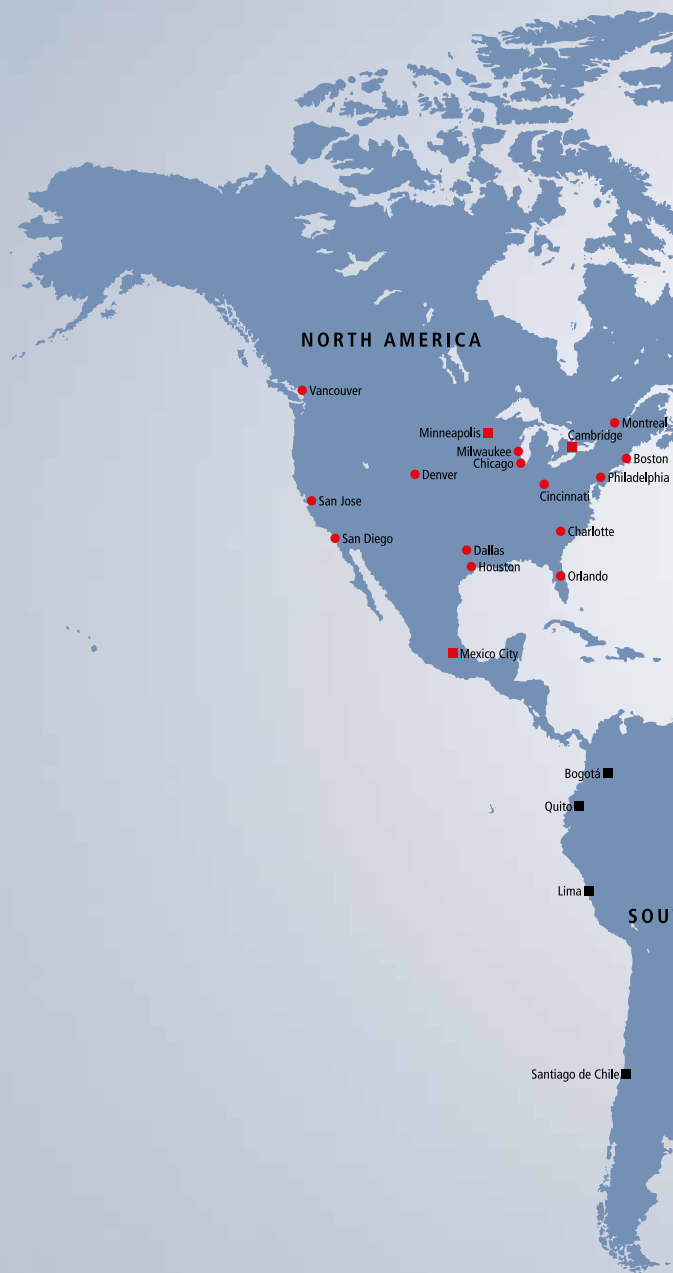 NORTH AMERICA
Vancouver
Montreal
Minneapolis
Cambridge
Milwaukee
Boston
Chicago
Denver
Philadelphia
Cincinnati
San Jose
Charlotte
San Diego
Dallas
Houston
Orlando
Mexico City
Bogotá
Quito
Lima
SOU
Santiago de Chile